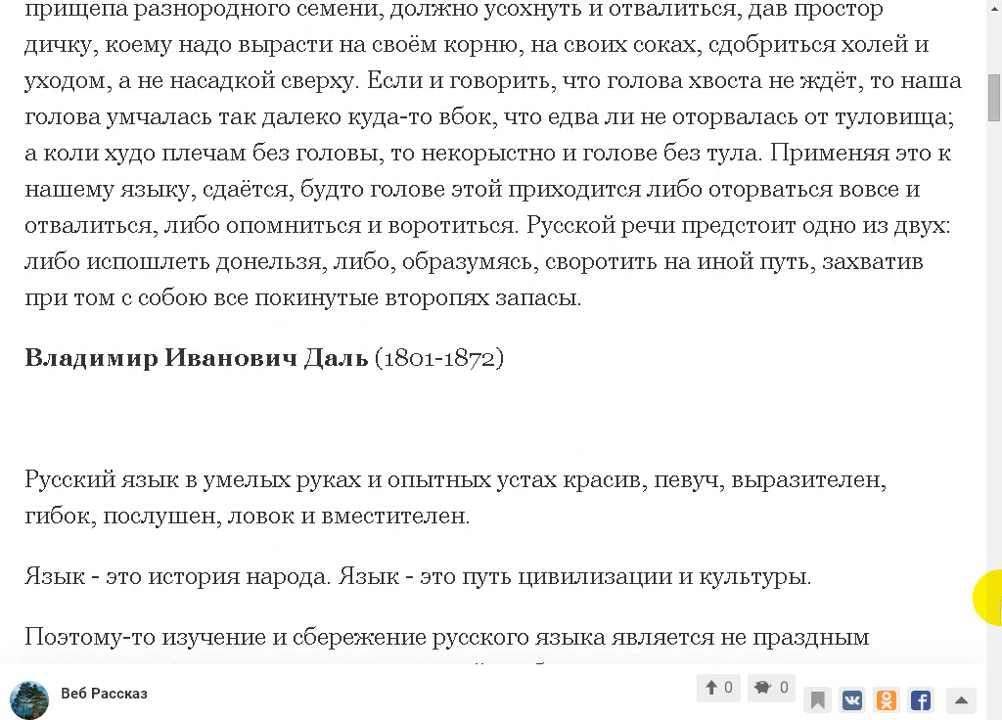 прищепа разнородного семени, должно усохнуть и отвалиться, дав простор
дичку, коему надо вырасти на своём корню, на своих соках, сдобриться холей и
уходом, а не насадкой сверху. Если и говорить, что голова хвоста не ждёт, то наша
голова умчалась так далеко куда-то вбок, что едва ли не оторвалась от туловища;
а коли худо плечам без головы, то некорыстно и голове без тула. Применяя это к
нашему языку, сдаётся, будто голове этой приходится либо оторваться вовсе и
отвалиться, либо опомниться и воротиться. Русской речи предстоит одно из двух:
либо испошлеть донельзя, либо, образумясь, своротить на иной путь, захватив
при том с собою все покинутые второпях запасы.
Владимир Иванович Даль (1801-1872)
Русский язык в умелых руках и опытных устах красив, певуч, выразителен,
гибок, послушен, ловок и вместителен.
Язык - это история народа. Язык - это путь цивилизации и культуры.
Поэтому-то изучение и сбережение русского языка является не праздным
Веб Рассказ
0
0